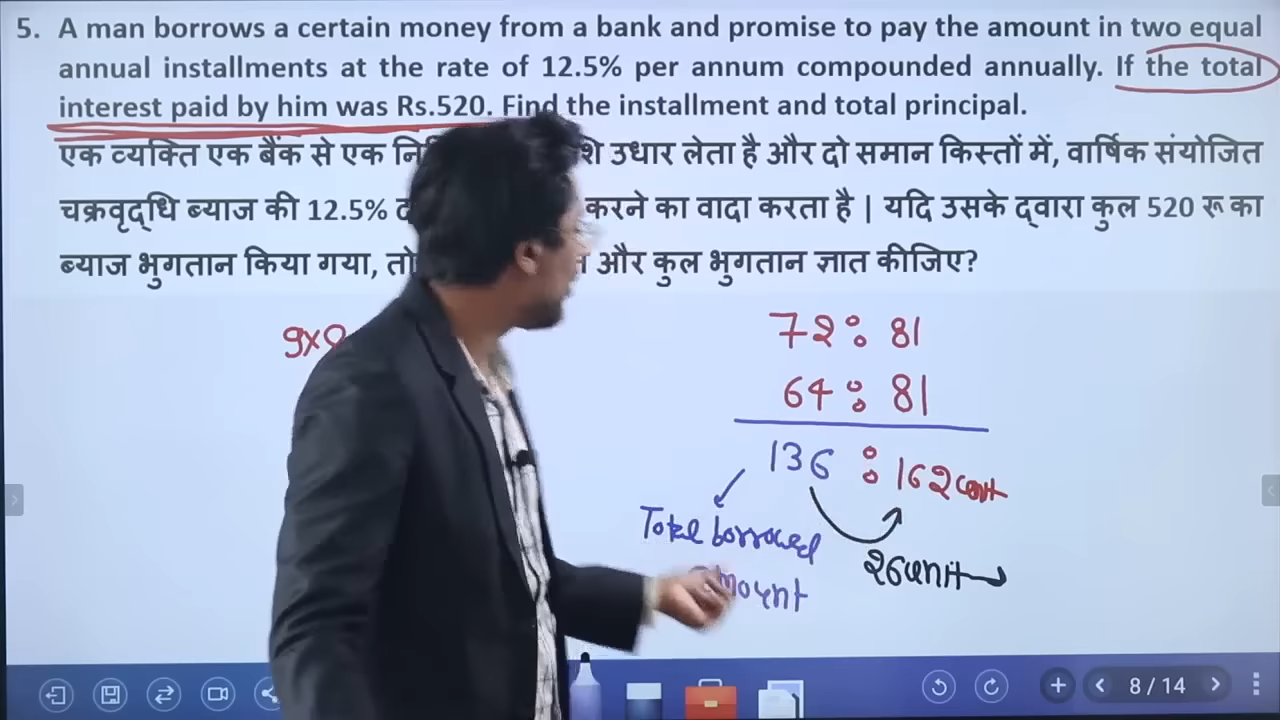 5. A man borrows a certain money from a bank and promise to pay the amount in two equal
annual installments at the rate of 12.5% per annum compounded annually. If the total
interest paid by him was Rs.520. Find the installment and total principal.
एक व्यक्ति एक बैंक से एक उधार लेता है और दो समान किस्तों में, वार्षिक संयोजित
चक्रवृद्धि ब्याज की 12.5% करने का वादा करता है | यदि उसके द्वारा कुल 520 रू का
ब्याज भुगतान किया गया, तो और कुल भुगतान ज्ञात कीजिए?
9x
72 : 81
64 : 81
136 : 162 unit
Total borrowed
amount
26 unit
8 / 14